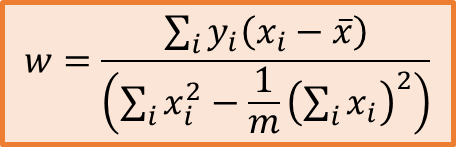 w = \frac{\sum_i y_i(x_i - \bar{x})}{\left(\sum_i x_i^2 - \frac{1}{m}\left(\sum_i x_i\right)^2\right)}